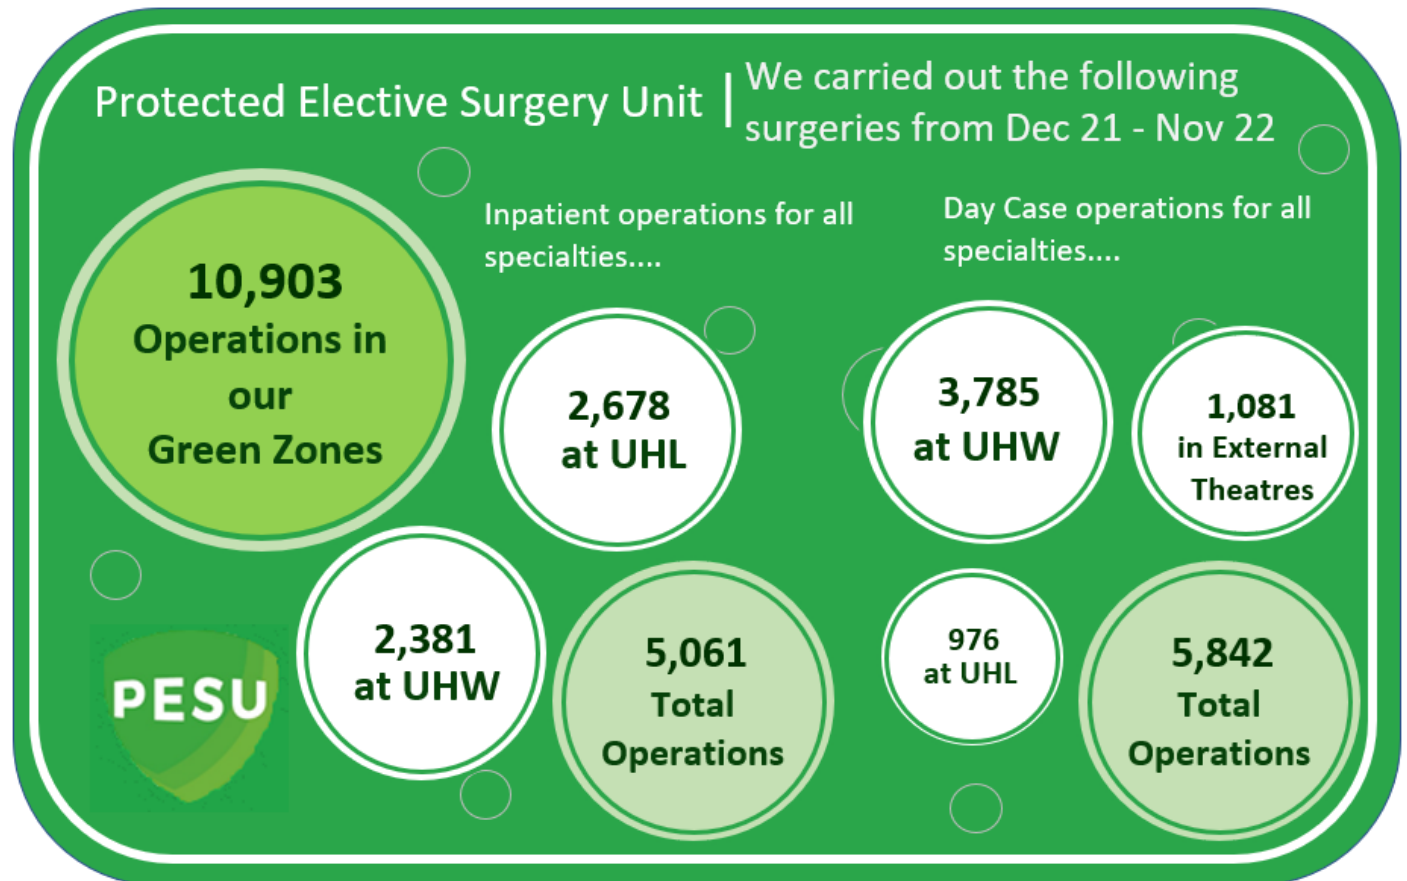 Protected Elective Surgery Unit
We carried out the following
surgeries from Dec 21 - Nov 22
10,903
Operations in
our
Green Zones
Inpatient operations for all
specialties....
2,678
at UHL
2,381
at UHW
5,061
Total
Operations
Day Case operations for all
specialties....
3,785
at UHW
1,081
in External
Theatres
976
at UHL
5,842
Total
Operations
PESU